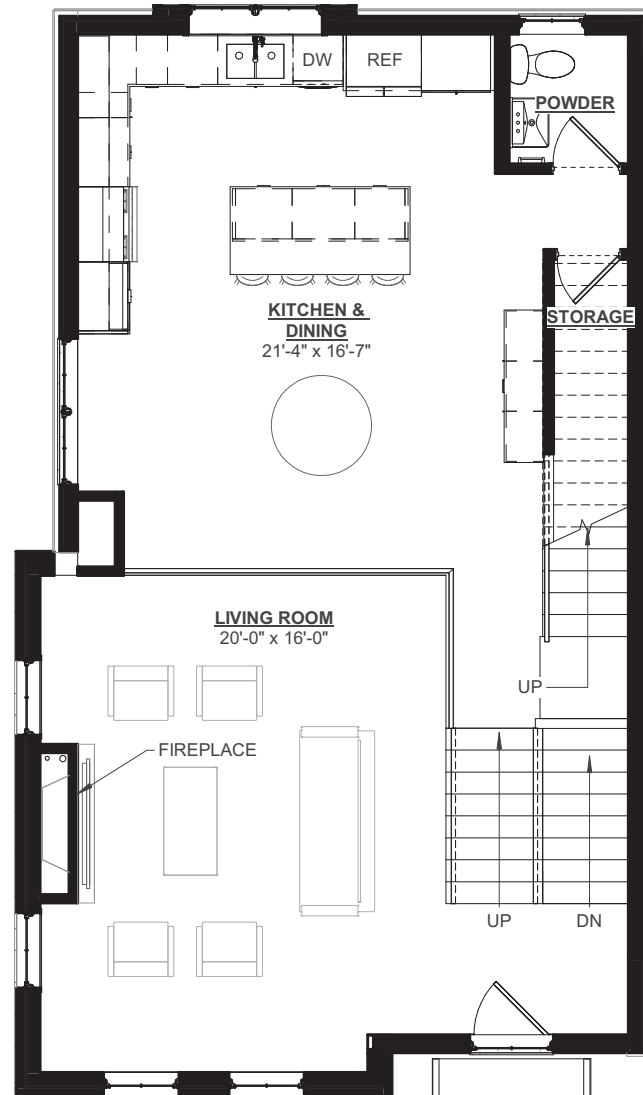 DW
REF
POWDER
KITCHEN &
DINING
21'-4" x 16'-7"
STORAGE
LIVING ROOM
20'-0" x 16'-0"
UP
FIREPLACE
UP
DN